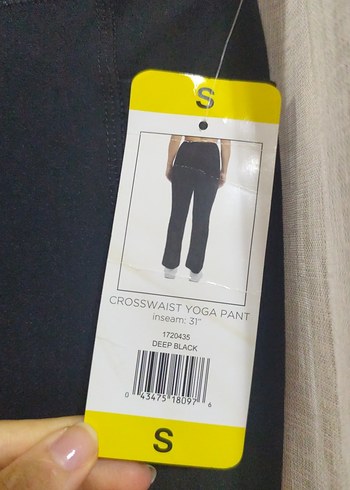 S
CROSSWAIST YOGA PANT
inseam: 31"
1720435
DEEP BLACK
0 43475 18097 6
S